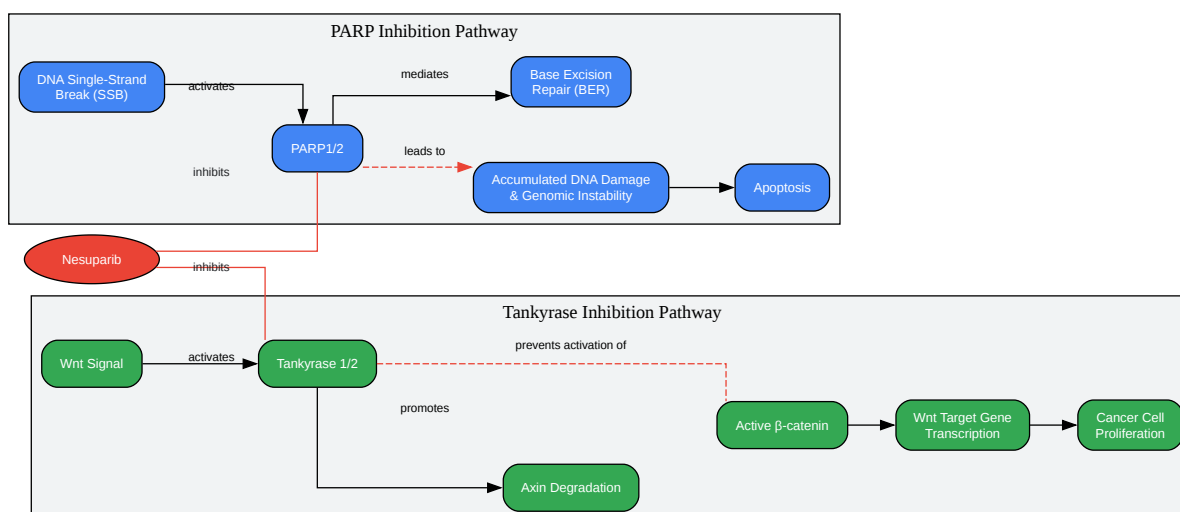 PARP Inhibition Pathway
DNA Single-Strand
Break (SSB)
activates
mediates
Base Excision
Repair (BER)
PARP1/2
leads to
inhibits
Accumulated DNA Damage
& Genomic Instability
Apoptosis
Nesuparib
inhibits
Tankyrase Inhibition Pathway
Wnt Signal
activates
Tankyrase 1/2
prevents activation of
promotes
Active β-catenin
Wnt Target Gene
Transcription
Cancer Cell
Proliferation
Axin Degradation